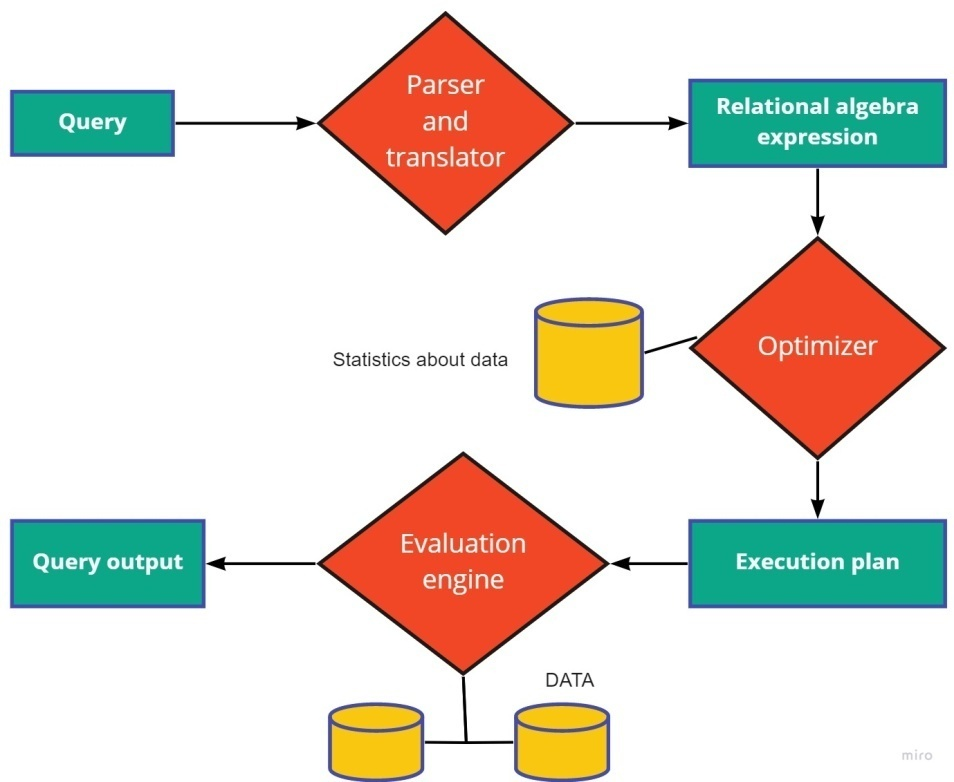 Query
Parser
and
translator
Relational algebra
expression
Optimizer
Statistics about data
Execution plan
Evaluation
engine
Query output
DATA
miro